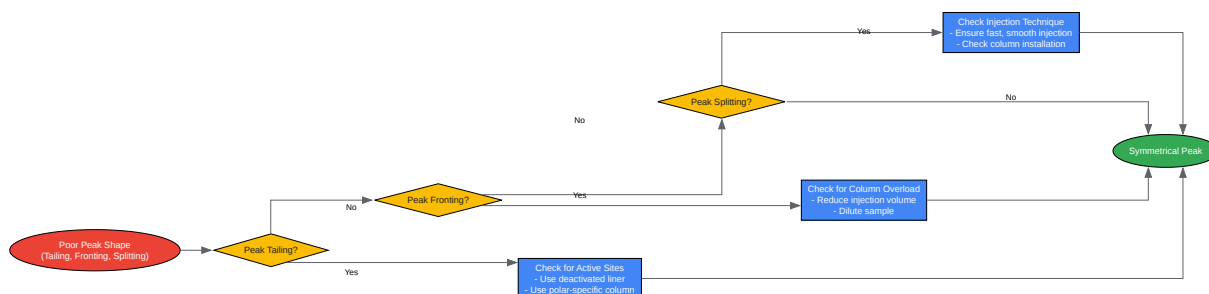 Poor Peak Shape
(Tailing, Fronting, Splitting)
Peak Tailing?
No
Yes
Peak Fronting?
No
Yes
Peak Splitting?
Yes
No
Check Injection Technique
- Ensure fast, smooth injection
- Check column installation
Check for Column Overload
- Reduce injection volume
- Dilute sample
Check for Active Sites
- Use deactivated liner
- Use polar-specific column
Symmetrical Peak